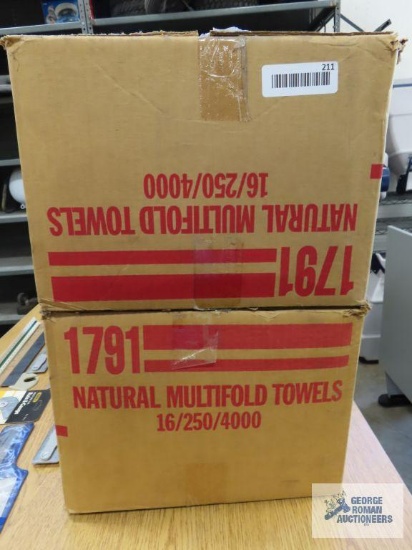 211
16/250/4000
NATURAL MULTIFOLD TOWELS
1791
1791
NATURAL MULTIFOLD TOWELS
16/250/4000
GEORGE
ROMAN
AUCTIONEERS